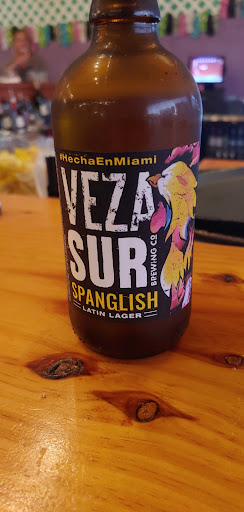 #HechaEnMiami
VEZA
SUR
BREWING CO
SPANGLISH
LATIN LAGER